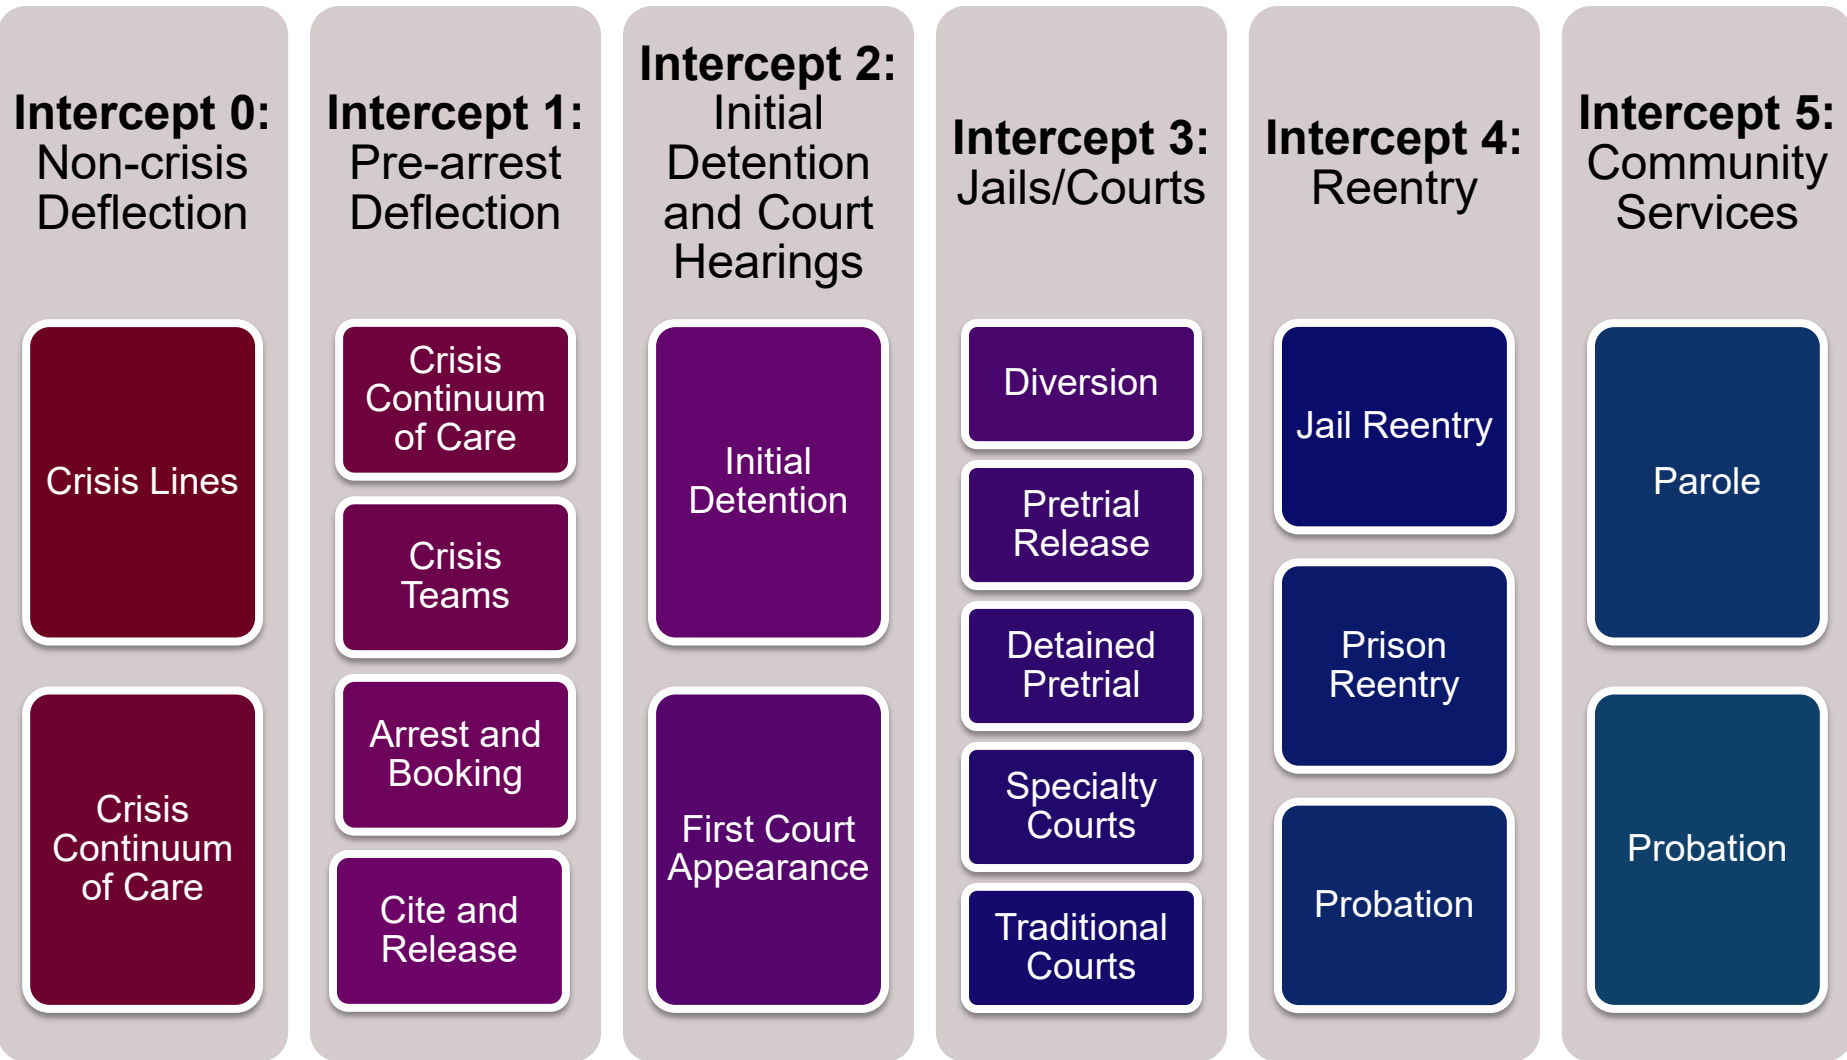 Intercept 0:
Non-crisis
Deflection
Crisis Lines
Crisis
Continuum
of Care
Intercept 1:
Pre-arrest
Deflection
Crisis
Continuum
of Care
Crisis
Teams
Arrest and
Booking
Cite and
Release
Intercept 2:
Initial
Detention
and Court
Hearings
Initial
Detention
First Court
Appearance
Intercept 3:
Jails/Courts
Diversion
Pretrial
Release
Detained
Pretrial
Specialty
Courts
Traditional
Courts
Intercept 4:
Reentry
Jail Reentry
Prison
Reentry
Probation
Intercept 5:
Community
Services
Parole
Probation